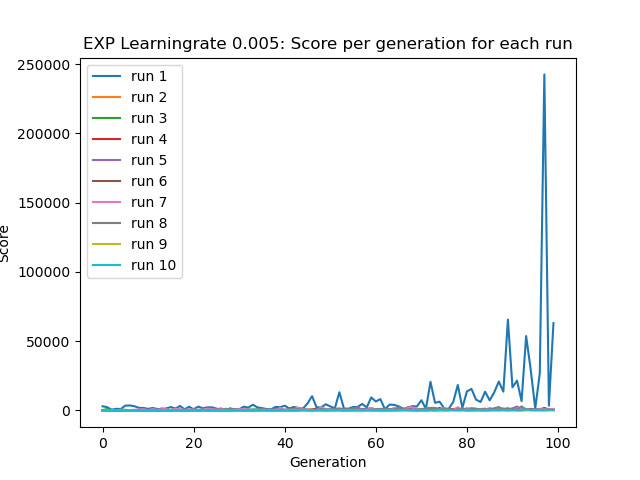 EXP Learningrate 0.005: Score per generation for each run
250000
200000
150000
100000
50000
0
Score
run 1
run 2
run 3
run 4
run 5
run 6
run 7
run 8
run 9
run 10
0 20 40 60 80 100
Generation